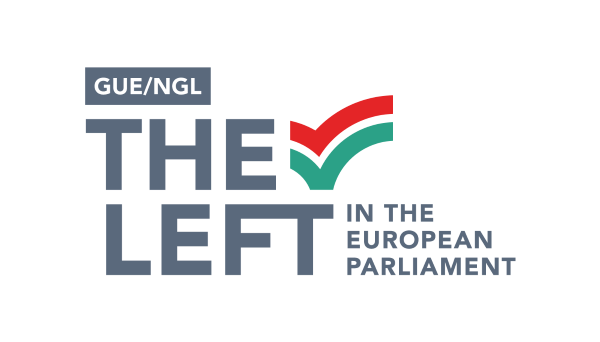 GUE/NGL
THE
LEFT
IN THE
EUROPEAN
PARLIAMENT